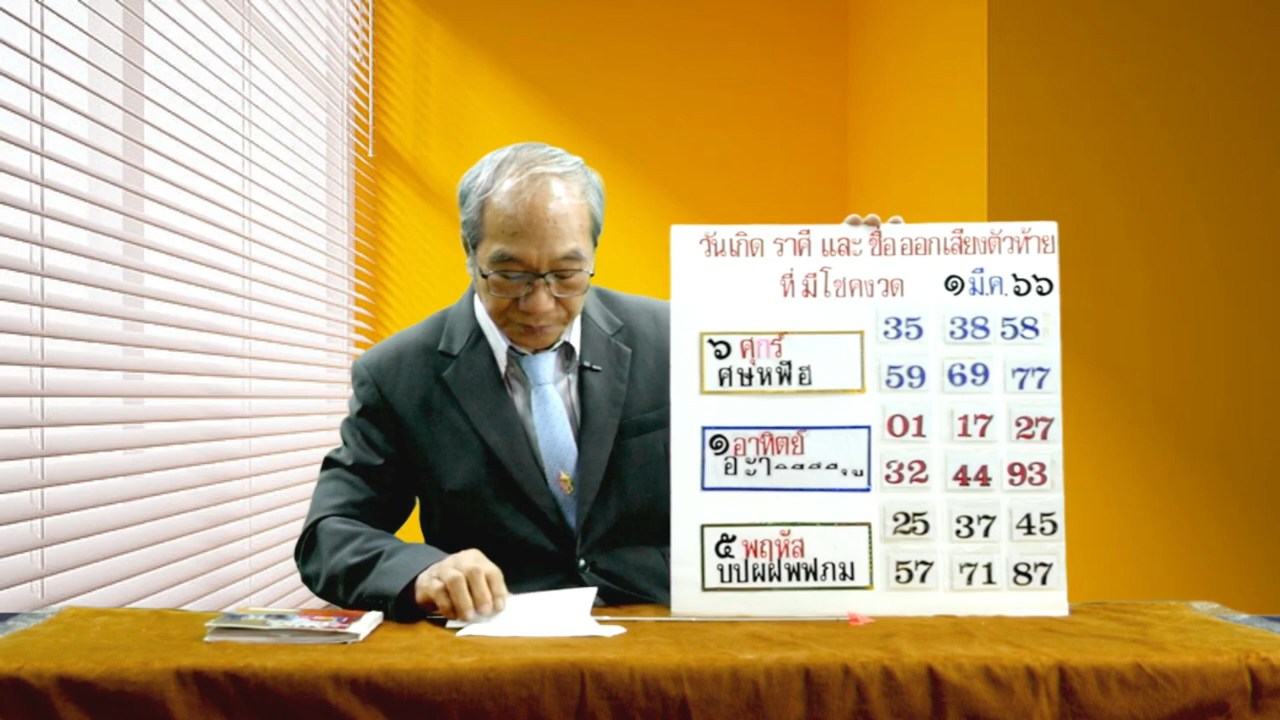 วันเกิด ราศี และ ชื่อ ออกเสียงตัวท้าย
ที่ มีโชคงวด ๑ มี.ค. ๖๖
๖ ศุกร์
ศษหฬฮ
35 38 58
59 69 77
๑ อาทิตย์
อะา
01 17 27
32 44 93
๕ พฤหัส
บปผฝพฟภม
25 37 45
57 71 87